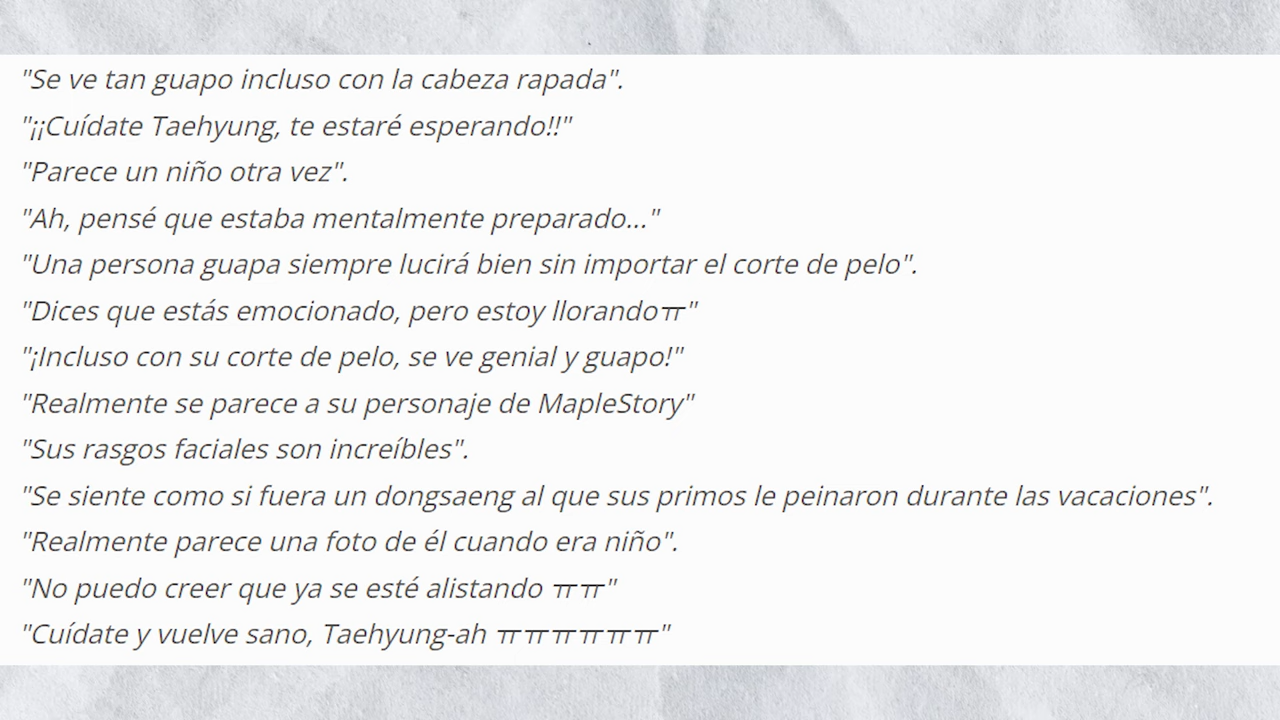 "Se ve tan guapo incluso con la cabeza rapada".
"¡¡Cuídate Taehyung, te estaré esperando!!"
"Parece un niño otra vez".
"Ah, pensé que estaba mentalmente preparado..."
"Una persona guapa siempre lucirá bien sin importar el corte de pelo".
"Dices que estás emocionado, pero estoy llorandoㅠ"
"¡Incluso con su corte de pelo, se ve genial y guapo!"
"Realmente se parece a su personaje de MapleStory"
"Sus rasgos faciales son increíbles".
"Se siente como si fuera un dongsaeng al que sus primos le peinaron durante las vacaciones".
"Realmente parece una foto de él cuando era niño".
"No puedo creer que ya se esté alistando ㅠㅠ"
"Cuídate y vuelve sano, Taehyung-ah ㅠㅠㅠㅠㅠㅠ"